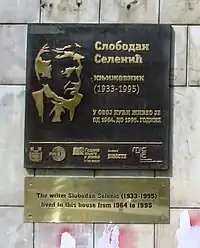 Слободан
Селенић
књижевник
(1933-1995)
У ОВОЈ КУЋИ ЖИВЕО ЈЕ
ОД 1964. ДО 1995. ГОДИНЕ
The writer Slobodan Selenic (1933-1995)
lived in this house from 1964 to 1995